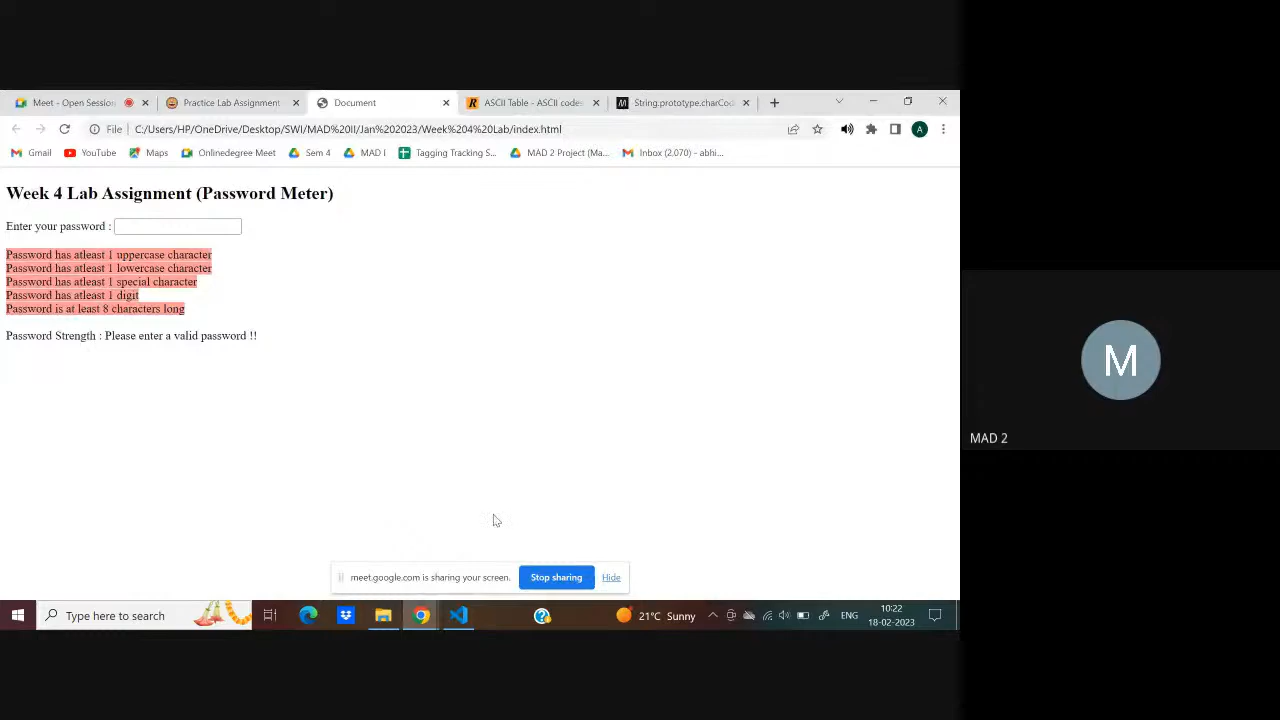 Meet - Open Session
Practice Lab Assignment
Document
ASCII Table - ASCII codes
String.prototype.charCod
File
C:/Users/HP/OneDrive/Desktop/SWI/MAD%20II/Jan%202023/Week%204%20Lab/index.html
A
Gmail
YouTube
Maps
Onlinedegree Meet
Sem 4
MAD I
Tagging Tracking S...
MAD 2 Project (Ma...
Inbox (2,070) - abhi...
Week 4 Lab Assignment (Password Meter)
Enter your password :
Password has atleast 1 uppercase character
Password has atleast 1 lowercase character
Password has atleast 1 special character
Password has atleast 1 digit
Password is at least 8 characters long
Password Strength : Please enter a valid password !!
M
MAD 2
meet.google.com is sharing your screen.
Stop sharing
Hide
Type here to search
21°C Sunny
ENG
10:22
18-02-2023